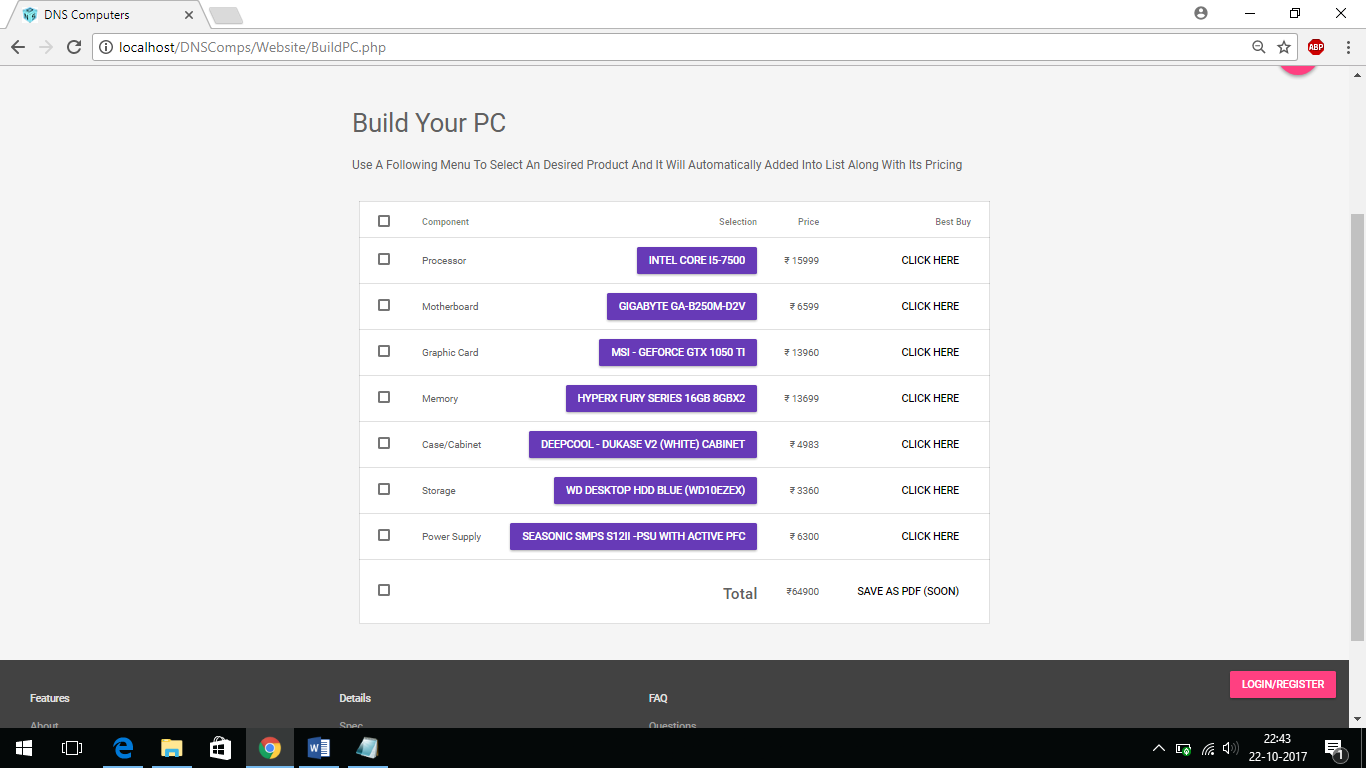 DNS Computers
localhost/DNSComps/Website/BuildPC.php
ABP
Build Your PC
Use A Following Menu To Select An Desired Product And It Will Automatically Added Into List Along With Its Pricing
Component Selection Price Best Buy
Processor INTEL CORE I5-7500 ₹ 15999 CLICK HERE
Motherboard GIGABYTE GA-B250M-D2V ₹ 6599 CLICK HERE
Graphic Card MSI - GEFORCE GTX 1050 TI ₹ 13960 CLICK HERE
Memory HYPERX FURY SERIES 16GB 8GBX2 ₹ 13699 CLICK HERE
Case/Cabinet DEEPCOOL - DUKASE V2 (WHITE) CABINET ₹ 4983 CLICK HERE
Storage WD DESKTOP HDD BLUE (WD10EZEX) ₹ 3360 CLICK HERE
Power Supply SEASONIC SMPS S12II -PSU WITH ACTIVE PFC ₹ 6300 CLICK HERE
Total ₹64900 SAVE AS PDF (SOON)
LOGIN/REGISTER
Features Details FAQ
About Spec Questions
22:43
22-10-2017
1